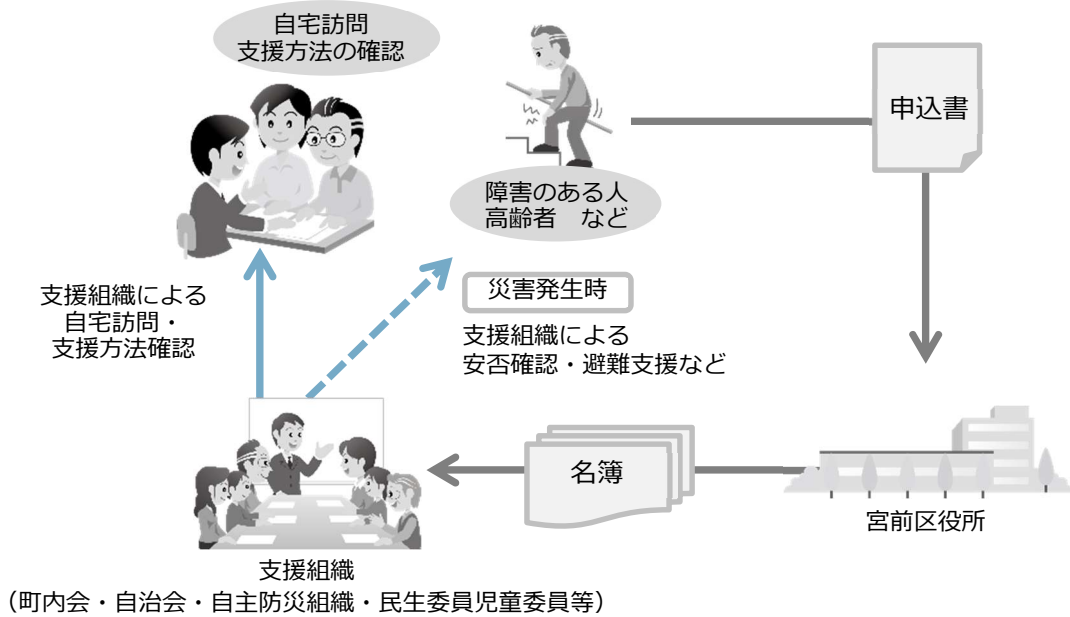 自宅訪問
支援方法の確認
申込書
障害のある人
高齢者　など
支援組織による
自宅訪問・
支援方法確認
災害発生時
支援組織による
安否確認・避難支援など
名簿
宮前区役所
支援組織
（町内会・自治会・自主防災組織・民生委員児童委員等）